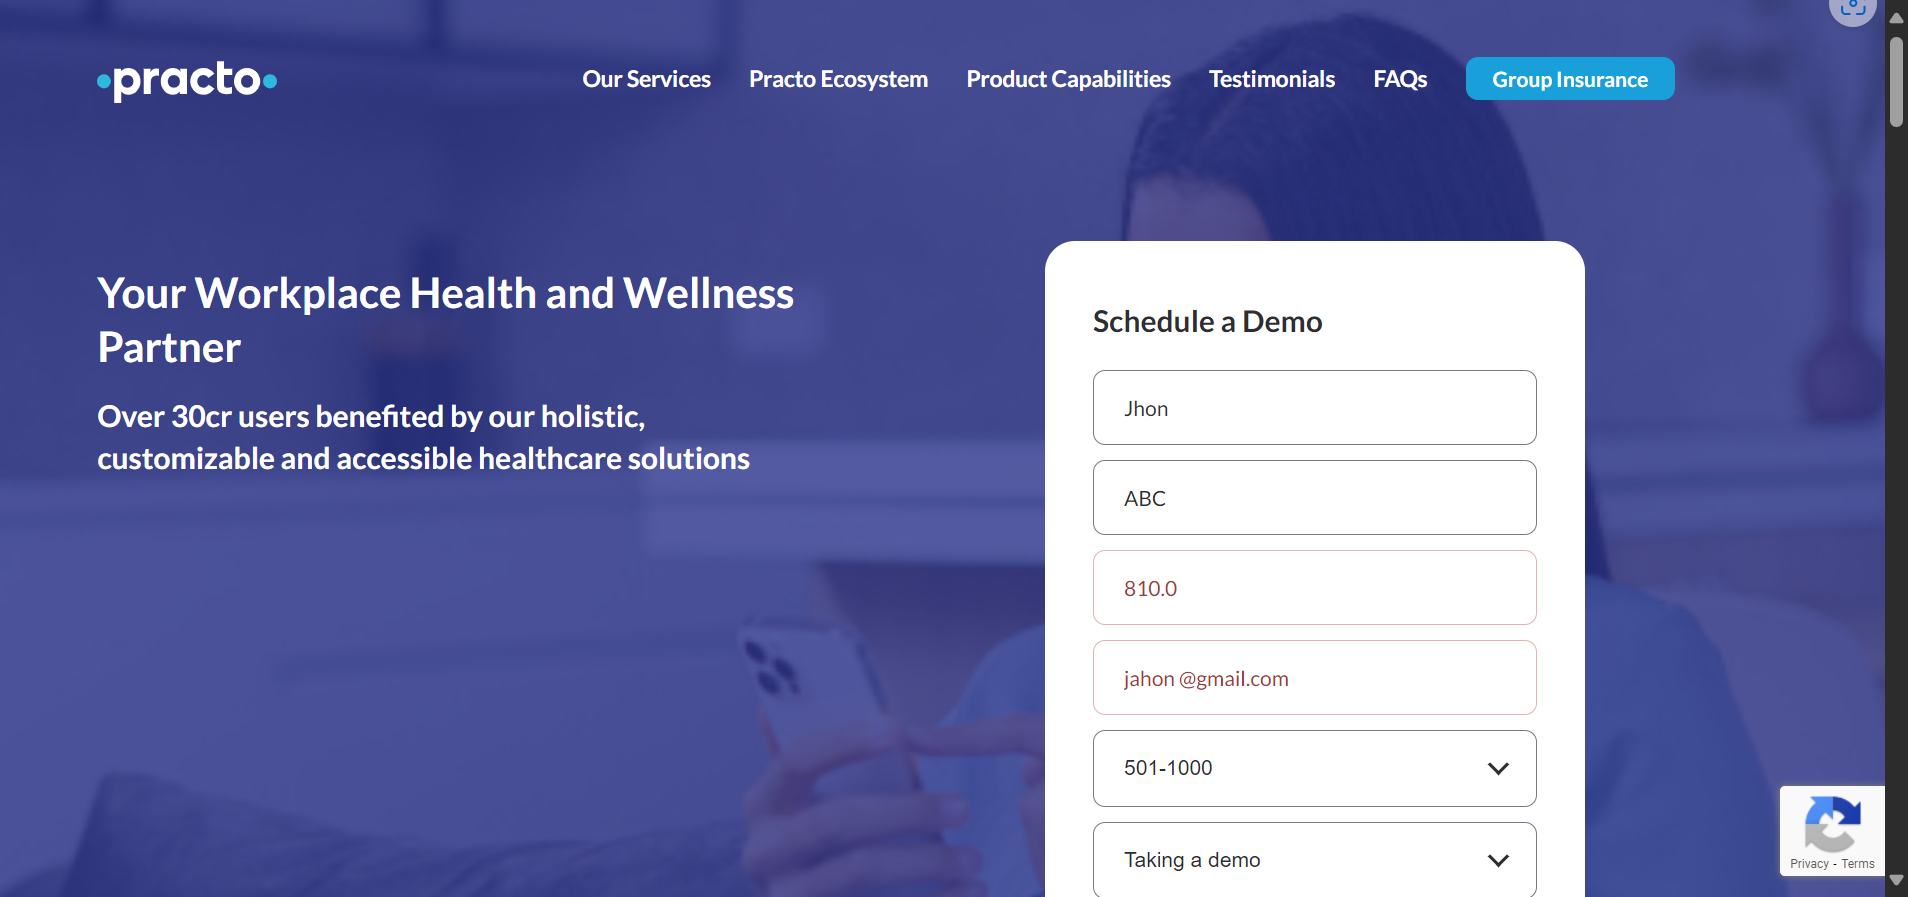 practo
Our Services
Practo Ecosystem
Product Capabilities
Testimonials
FAQs
Group Insurance
Your Workplace Health and Wellness
Partner
Over 30cr users benefited by our holistic,
customizable and accessible healthcare solutions
Schedule a Demo
Jhon
ABC
810.0
jahon @gmail.com
501-1000
Taking a demo
Privacy - Terms